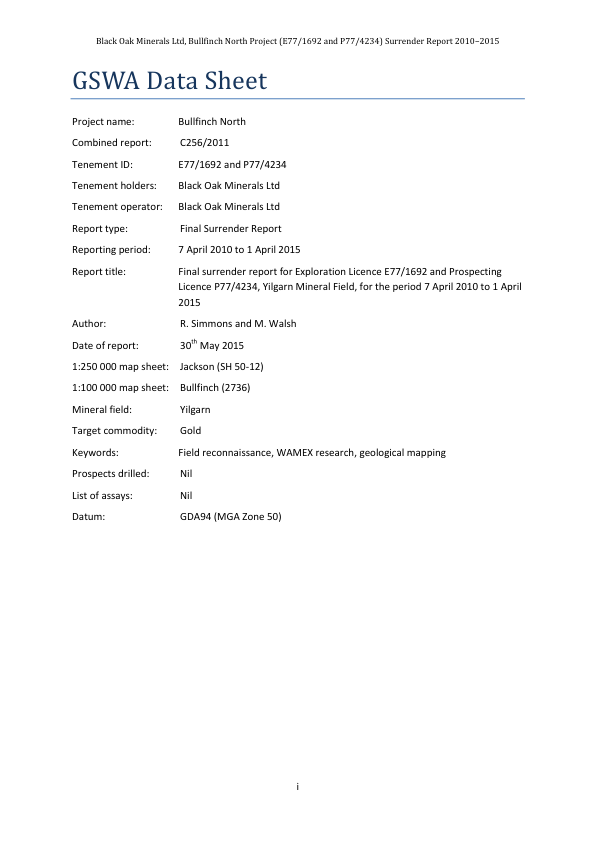 Black Oak Minerals Ltd, Bullfinch North Project (E77/1692 and P77/4234) Surrender Report 2010–2015
GSWA Data Sheet
Project name: Bullfinch North
Combined report: C256/2011
Tenement ID: E77/1692 and P77/4234
Tenement holders: Black Oak Minerals Ltd
Tenement operator: Black Oak Minerals Ltd
Report type: Final Surrender Report
Reporting period: 7 April 2010 to 1 April 2015
Report title: Final surrender report for Exploration Licence E77/1692 and Prospecting
Licence P77/4234, Yilgarn Mineral Field, for the period 7 April 2010 to 1 April
2015
Author: R. Simmons and M. Walsh
Date of report: 30th May 2015
1:250 000 map sheet: Jackson (SH 50-12)
1:100 000 map sheet: Bullfinch (2736)
Mineral field: Yilgarn
Target commodity: Gold
Keywords: Field reconnaissance, WAMEX research, geological mapping
Prospects drilled: Nil
List of assays: Nil
Datum: GDA94 (MGA Zone 50)
i